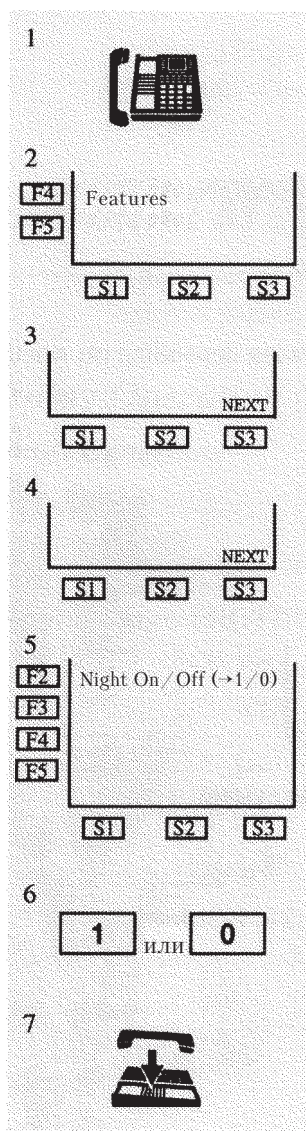 1
2
F4 Features
F5
S1 S2 S3
3
NEXT
S1 S2 S3
4
NEXT
S1 S2 S3
5
F2 Night On/Off (→1/0)
F3
F4
F5
S1 S2 S3
6
1 или 0
7